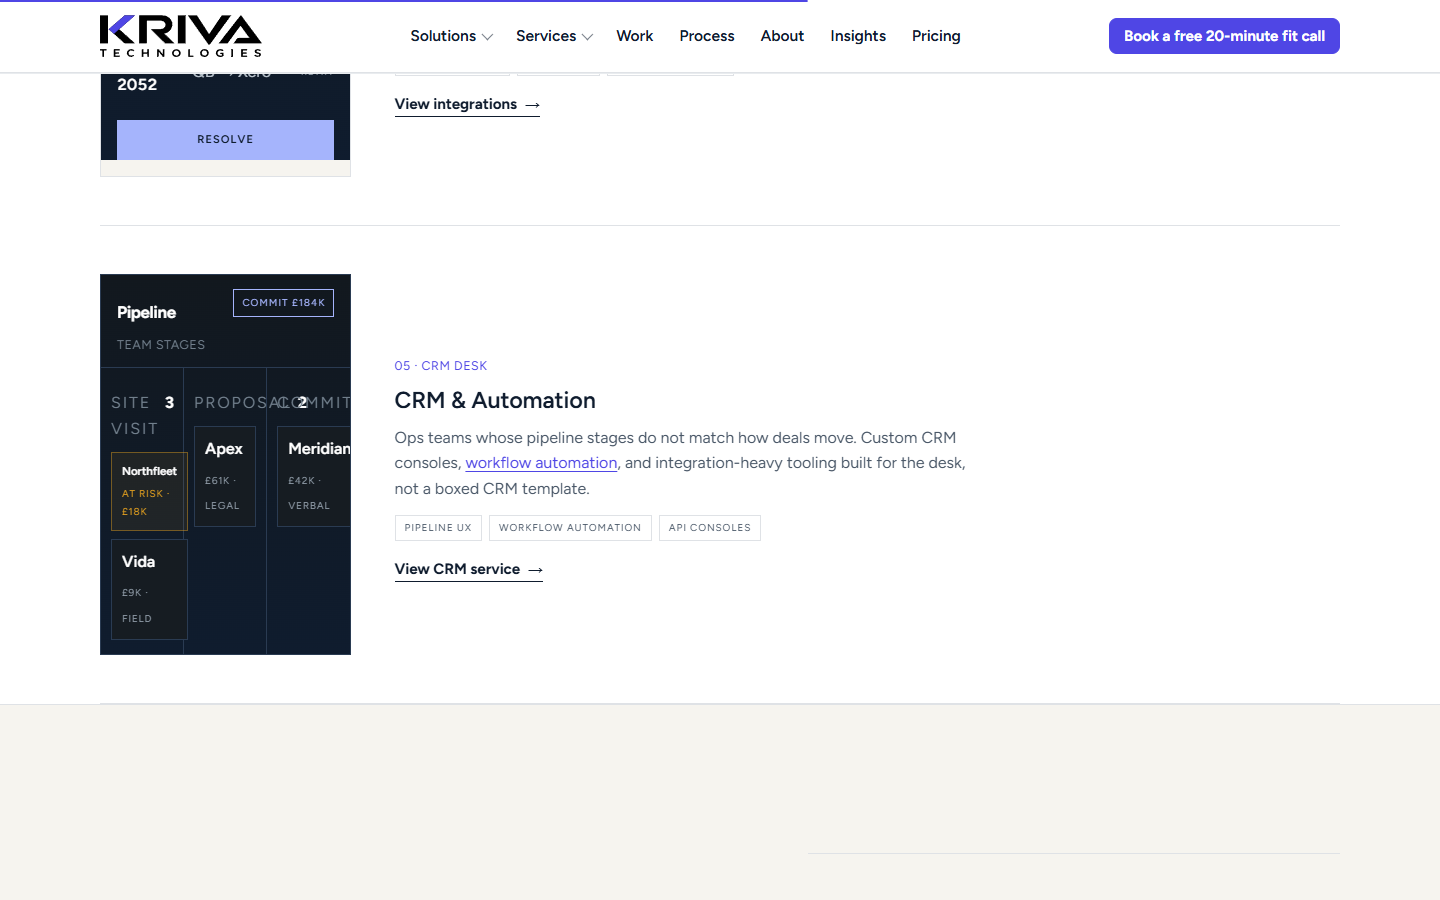 KRIVA
TECHNOLOGIES
Solutions
Services
Work
Process
About
Insights
Pricing
Book a free 20-minute fit call
2052
View integrations →
RESOLVE
Pipeline
COMMIT £184K
TEAM STAGES
SITE VISIT 3
PROPOSAL 2
COMMIT
Northfleet
AT RISK ·
£18K
Vida
£9K ·
FIELD
Apex
£61K ·
LEGAL
Meridian
£42K ·
VERBAL
05 · CRM DESK
CRM & Automation
Ops teams whose pipeline stages do not match how deals move. Custom CRM
consoles, workflow automation, and integration-heavy tooling built for the desk,
not a boxed CRM template.
PIPELINE UX
WORKFLOW AUTOMATION
API CONSOLES
View CRM service →